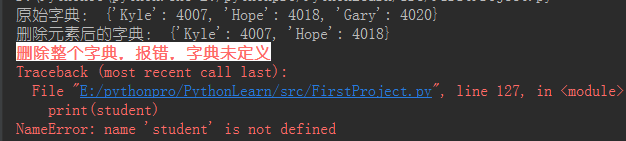 原始字典: {'Kyle': 4007, 'Hope': 4018, 'Gary': 4020}
删除元素后的字典: {'Kyle': 4007, 'Hope': 4018}
删除整个字典，报错，字典未定义
Traceback (most recent call last):
  File "E:/pythonpro/PythonLearn/src/FirstProject.py", line 127, in <module>
    print(student)
NameError: name 'student' is not defined